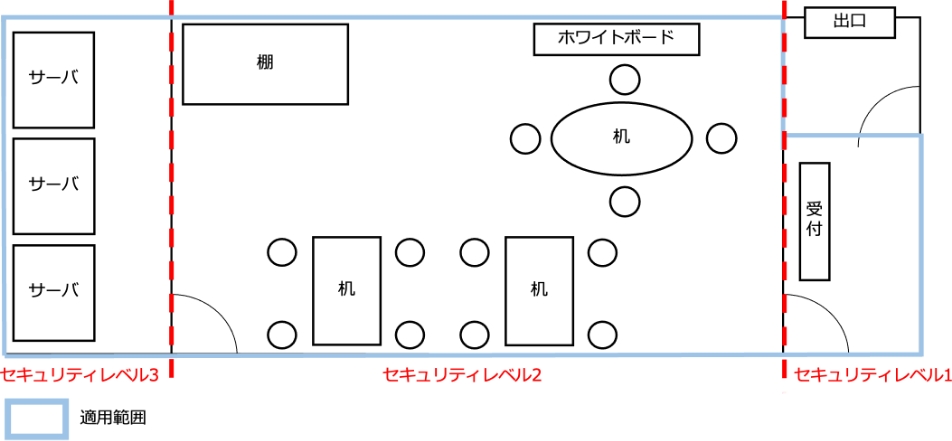 出口
棚
ホワイトボード
サーバ
机
サーバ
受付
サーバ
机
机
セキュリティレベル3
セキュリティレベル2
セキュリティレベル1
適用範囲